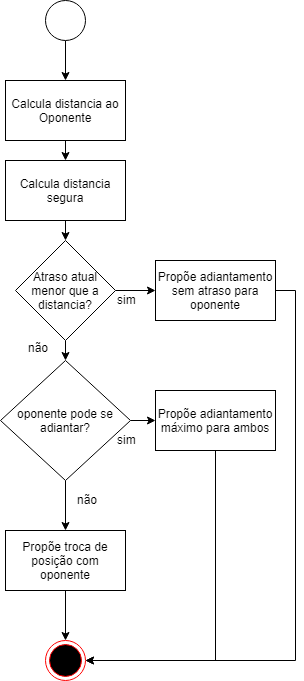 Calcula distancia ao
Oponente
Calcula distancia
segura
Atraso atual
menor que a
distancia?
sim
Propõe adiantamento
sem atraso para
oponente
não
oponente pode se
adiantar?
sim
Propõe adiantamento
máximo para ambos
não
Propõe troca de
posição com
oponente